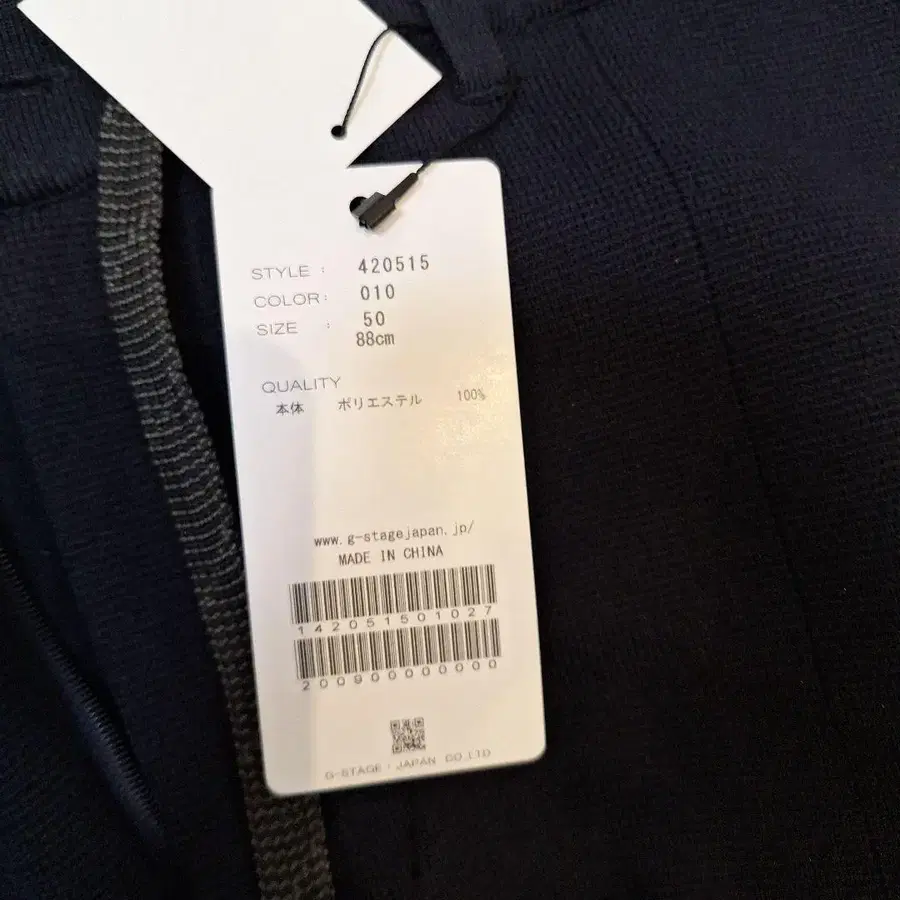 STYLE : 420515
COLOR: 010
SIZE : 50
88cm
QUALITY
本体 ポリエステル 100%
www.g-stagejapan.jp/
MADE IN CHINA
142051501027
2009000000000
G-STAGE・JAPAN CO.LTD